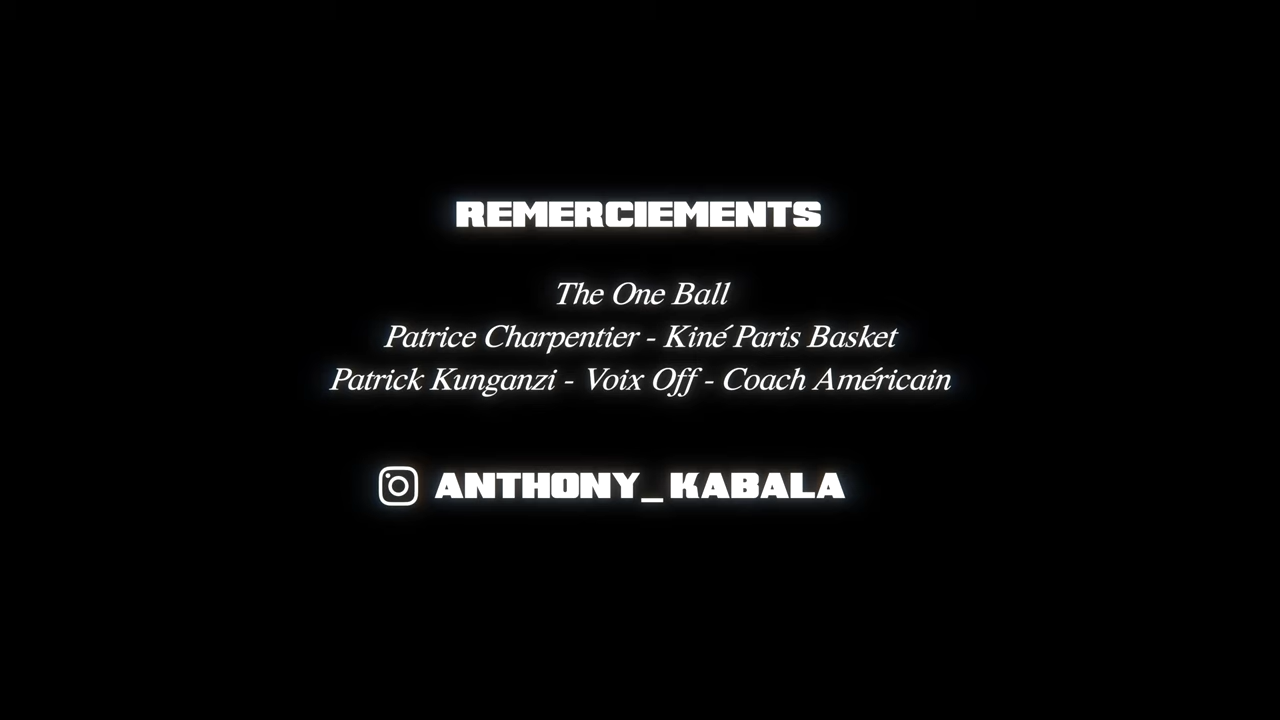 REMERCIEMENTS
The One Ball
Patrice Charpentier - Kiné Paris Basket
Patrick Kunganzi - Voix Off - Coach Américain
ANTHONY_KABALA